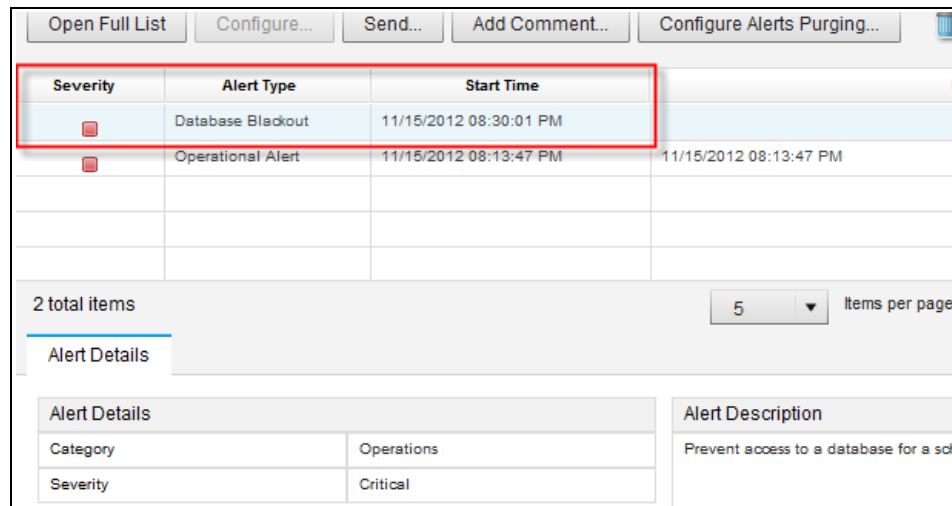 Open Full List Configure... Send... Add Comment... Configure Alerts Purging...
Severity Alert Type Start Time
Database Blackout 11/15/2012 08:30:01 PM
Operational Alert 11/15/2012 08:13:47 PM 11/15/2012 08:13:47 PM
2 total items 5 Items per page
Alert Details
Alert Details Alert Description
Category Operations Prevent access to a database for a
Severity Critical